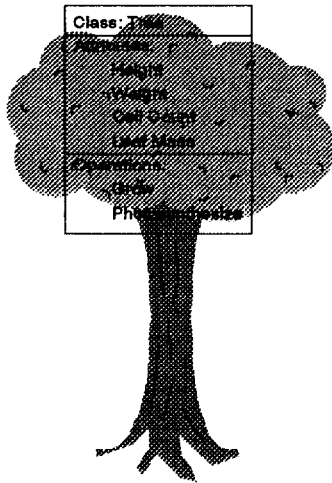 Class: Tree
Attributes:
Height
Weight
Cell Count
Leaf Mass
Operations:
Grow
Photosynthesize